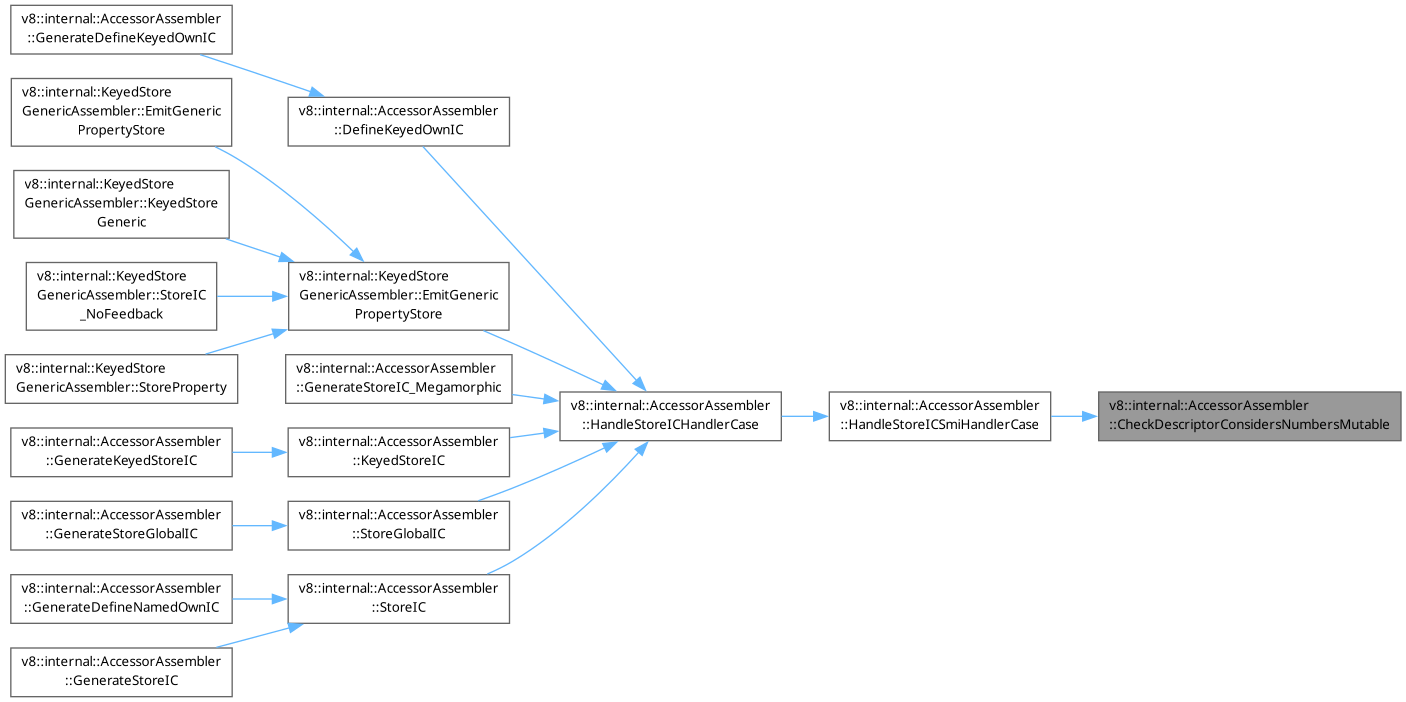 v8::internal::AccessorAssembler
::GenerateDefineKeyedOwnIC
v8::internal::KeyedStore
GenericAssembler::EmitGeneric
PropertyStore
v8::internal::KeyedStore
GenericAssembler::KeyedStore
Generic
v8::internal::KeyedStore
GenericAssembler::StoreIC
_NoFeedback
v8::internal::KeyedStore
GenericAssembler::StoreProperty
v8::internal::AccessorAssembler
::GenerateKeyedStoreIC
v8::internal::AccessorAssembler
::GenerateStoreGlobalIC
v8::internal::AccessorAssembler
::GenerateDefineNamedOwnIC
v8::internal::AccessorAssembler
::GenerateStoreIC
v8::internal::AccessorAssembler
::DefineKeyedOwnIC
v8::internal::KeyedStore
GenericAssembler::EmitGeneric
PropertyStore
v8::internal::AccessorAssembler
::GenerateStoreIC_Megamorphic
v8::internal::AccessorAssembler
::KeyedStoreIC
v8::internal::AccessorAssembler
::StoreGlobalIC
v8::internal::AccessorAssembler
::StoreIC
v8::internal::AccessorAssembler
::HandleStoreICHandlerCase
v8::internal::AccessorAssembler
::HandleStoreICSmiHandlerCase
v8::internal::AccessorAssembler
::CheckDescriptorConsidersNumbersMutable